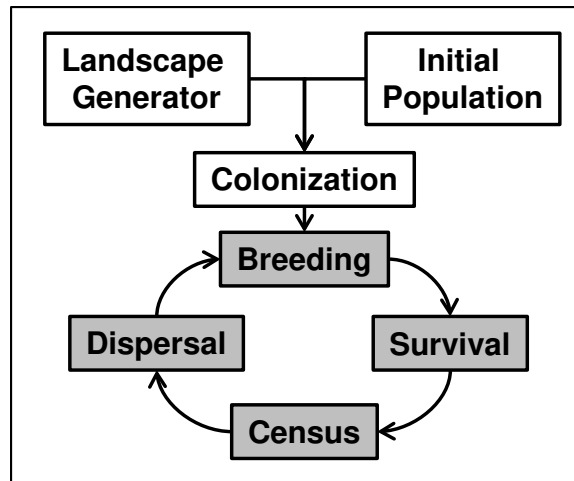 Landscape
Generator
Initial
Population
Colonization
Breeding
Dispersal
Survival
Census